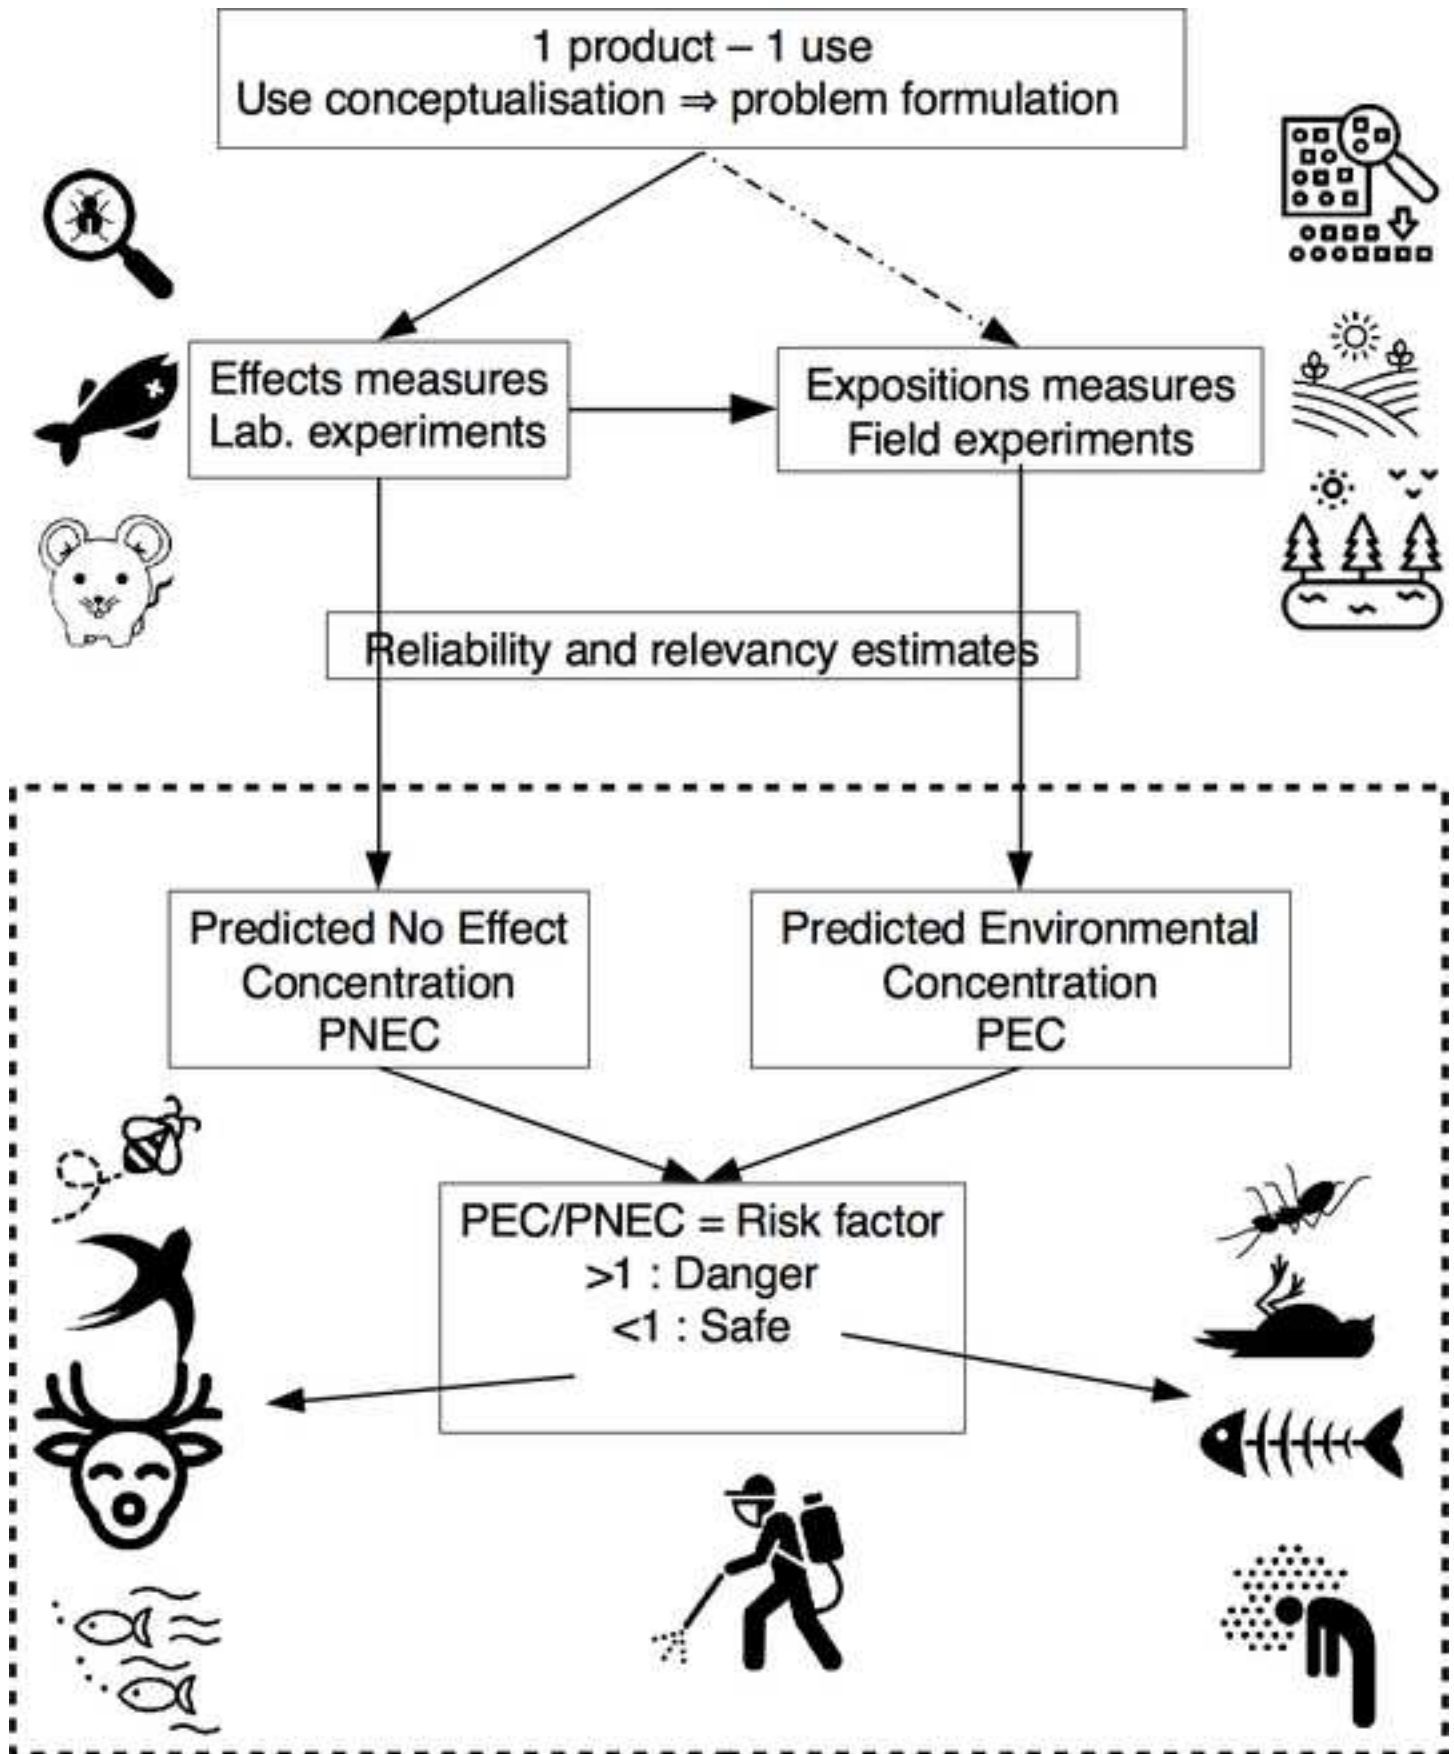 1 product – 1 use
Use conceptualisation ⇒ problem formulation
Effects measures
Lab. experiments
Expositions measures
Field experiments
Reliability and relevancy estimates
Predicted No Effect
Concentration
PNEC
Predicted Environmental
Concentration
PEC
PEC/PNEC = Risk factor
>1 : Danger
<1 : Safe